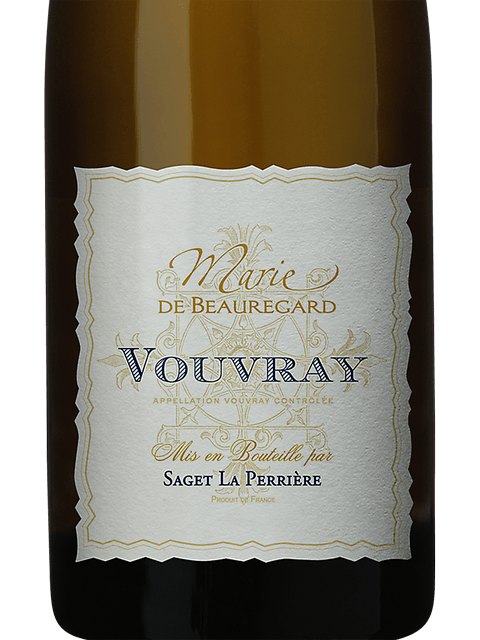 Marie
DE BEAUREGARD
VOUVRAY
APPELLATION VOUVRAY CONTRÔLÉE
Mis en Bouteille par
SAGET LA PERRIÈRE
PRODUIT DE FRANCE